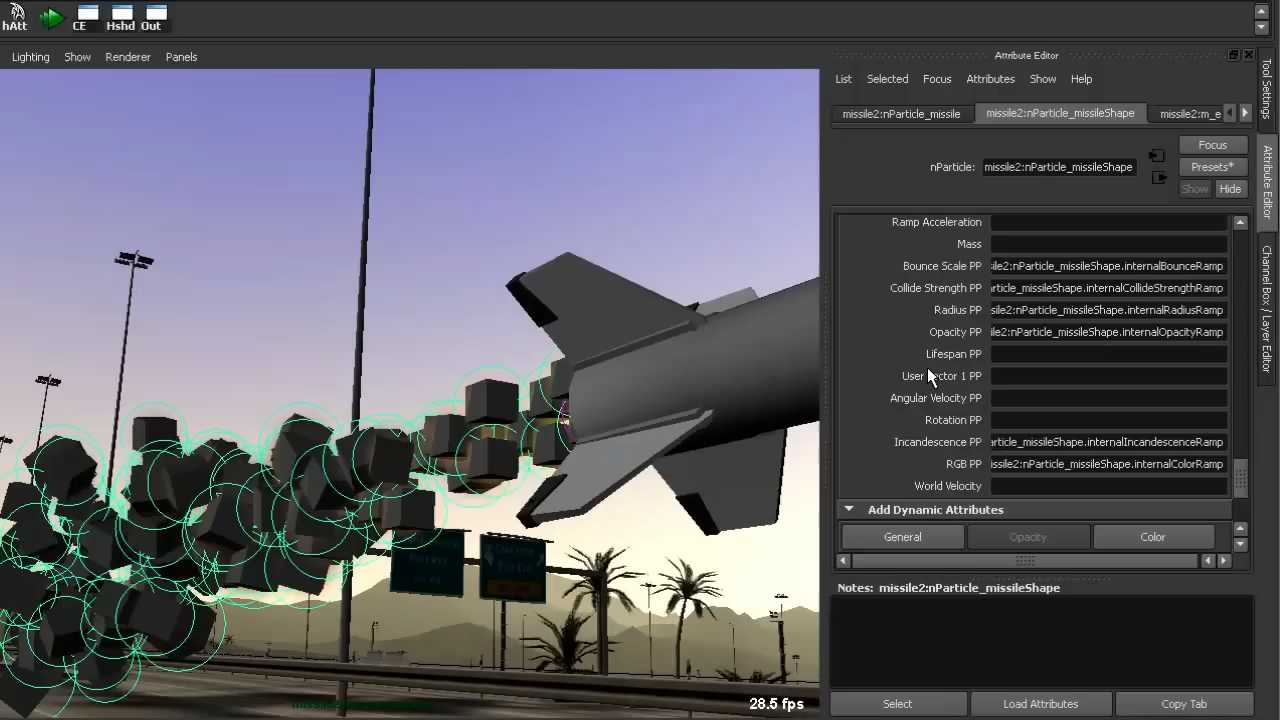 hAtt CE Hshd Out
Lighting Show Renderer Panels
Attribute Editor
List Selected Focus Attributes Show Help
missile2:nParticle_missile missile2:nParticle_missileShape missile2:m_e
Focus
nParticle: missile2:nParticle_missileShape
Presets*
Show Hide
Ramp Acceleration
Mass
Bounce Scale PP ile2:nParticle_missileShape.internalBounceRamp
Collide Strength PP article_missileShape.internalCollideStrengthRamp
Radius PP sile2:nParticle_missileShape.internalRadiusRamp
Opacity PP ile2:nParticle_missileShape.internalOpacityRamp
Lifespan PP
User ector 1 PP
Angular Velocity PP
Rotation PP
Incandescence PP article_missileShape.internalIncandescenceRamp
RGB PP issile2:nParticle_missileShape.internalColorRamp
World Velocity
Add Dynamic Attributes
General Opacity Color
Notes: missile2:nParticle_missileShape
Select Load Attributes Copy Tab
28.5 fps
Tool Settings
Attribute Editor
Channel Box / Layer Editor